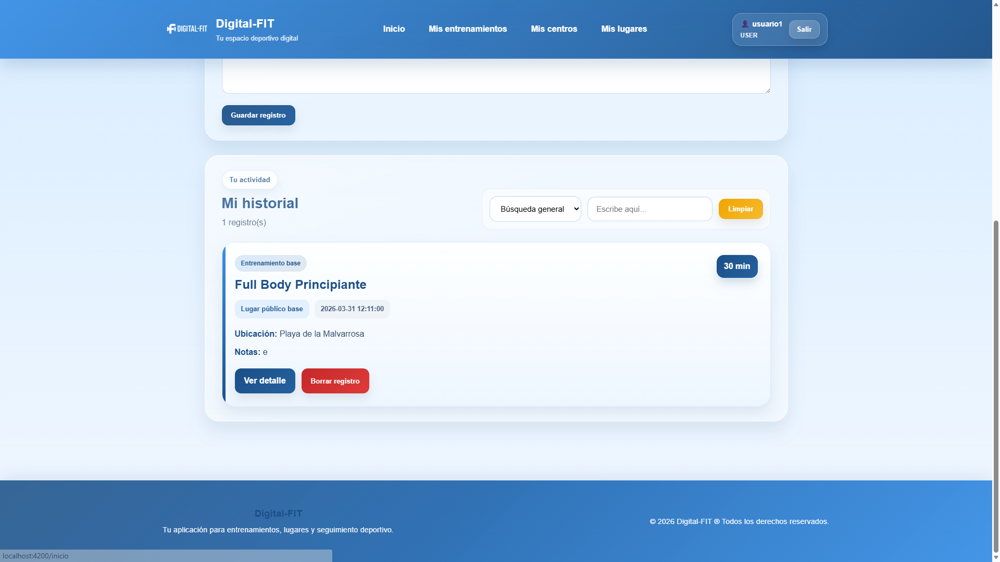 DIGITAL-FIT
Digital-FIT
Tu espacio deportivo digital
Inicio
Mis entrenamientos
Mis centros
Mis lugares
usuario1
USER
Salir
Guardar registro
Tu actividad
Mi historial
1 registro(s)
Búsqueda general
Escribe aquí...
Limpiar
Entrenamiento base
30 min
Full Body Principiante
Lugar público base
2026-03-31 12:11:00
Ubicación: Playa de la Malvarrosa
Notas: e
Ver detalle
Borrar registro
Digital-FIT
Tu aplicación para entrenamientos, lugares y seguimiento deportivo.
© 2026 Digital-FIT ® Todos los derechos reservados.
localhost:4200/inicio